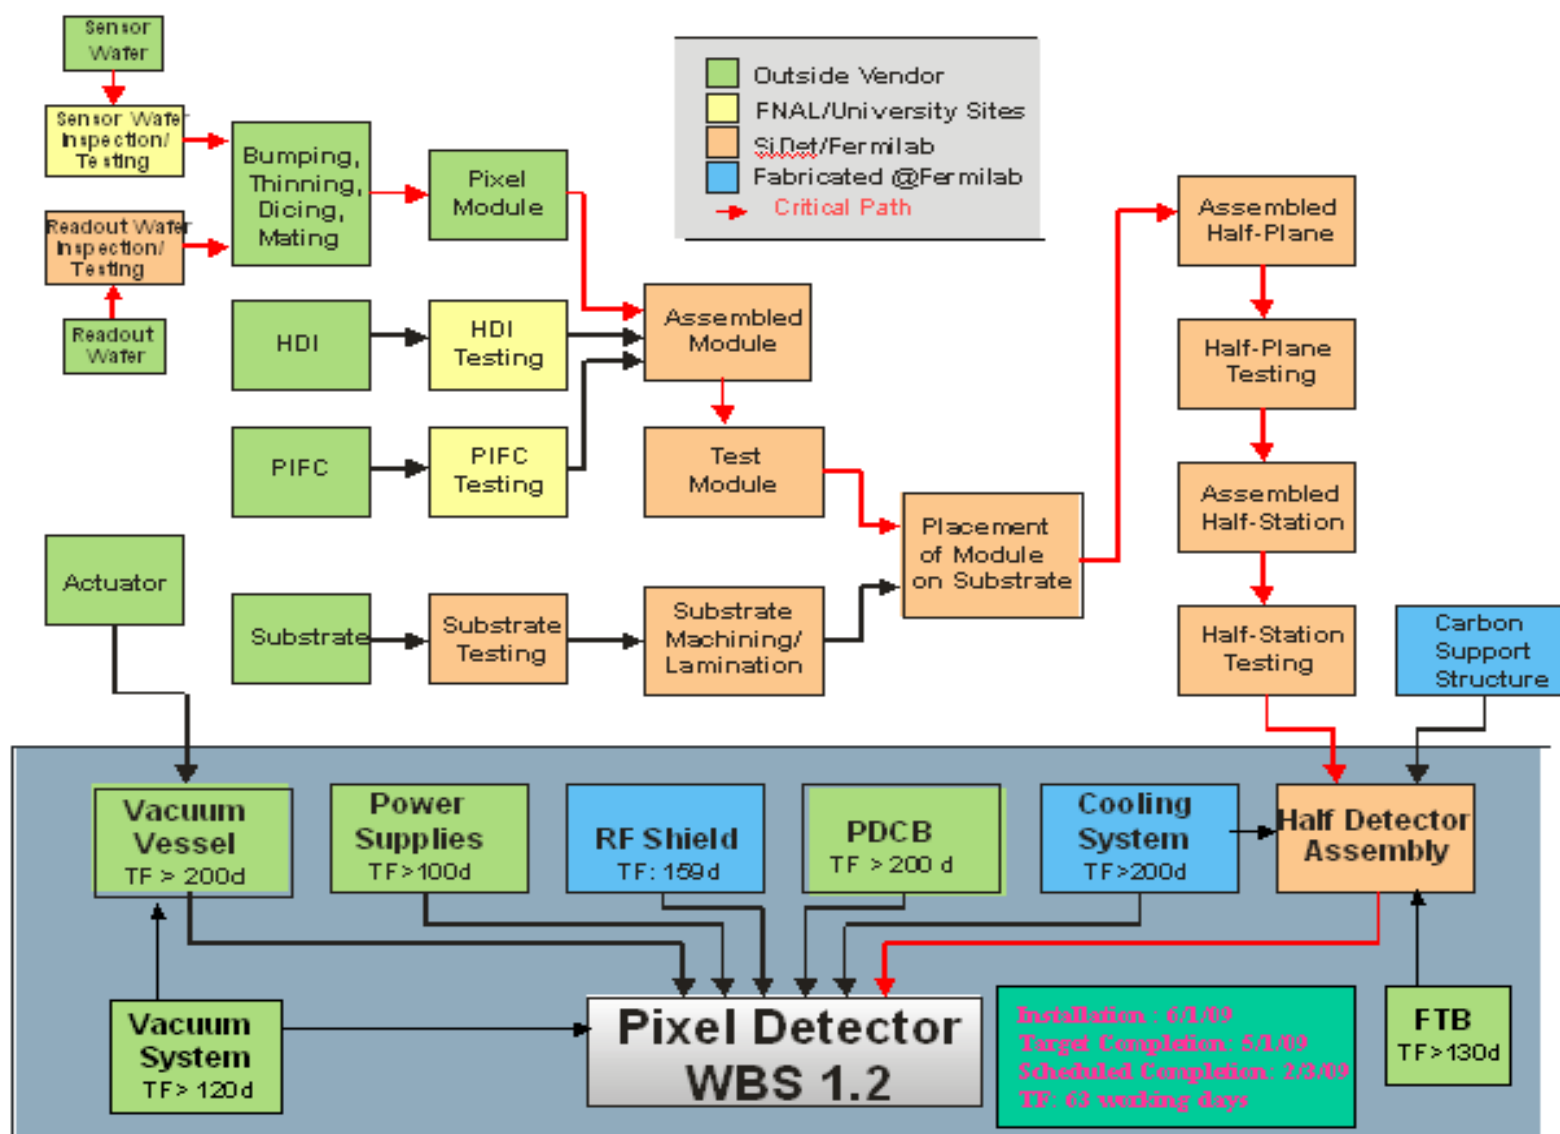 Sensor
Wafer
Sensor Wafer
Inspection/
Testing
Readout Wafer
Inspection/
Testing
Readout
Wafer
Bumping,
Thinning,
Dicing,
Mating
Pixel
Module
Outside Vendor
FNAL/University Sites
SiDet/Fermilab
Fabricated @Fermilab
Critical Path
HDI
HDI
Testing
Assembled
Module
PIFC
PIFC
Testing
Test
Module
Actuator
Substrate
Substrate
Testing
Substrate
Machining/
Lamination
Placement
of Module
on Substrate
Assembled
Half-Plane
Half-Plane
Testing
Assembled
Half-Station
Half-Station
Testing
Carbon
Support
Structure
Vacuum
Vessel
TF > 200d
Power
Supplies
TF>100d
RF Shield
TF: 159d
PDCB
TF > 200 d
Cooling
System
TF>200d
Half Detector
Assembly
Vacuum
System
TF> 120d
Pixel Detector
WBS 1.2
Installation : 6/1/09
Target Completion: 5/1/09
Scheduled Completion: 2/3/09
TF: 63 working days
FTB
TF>130d